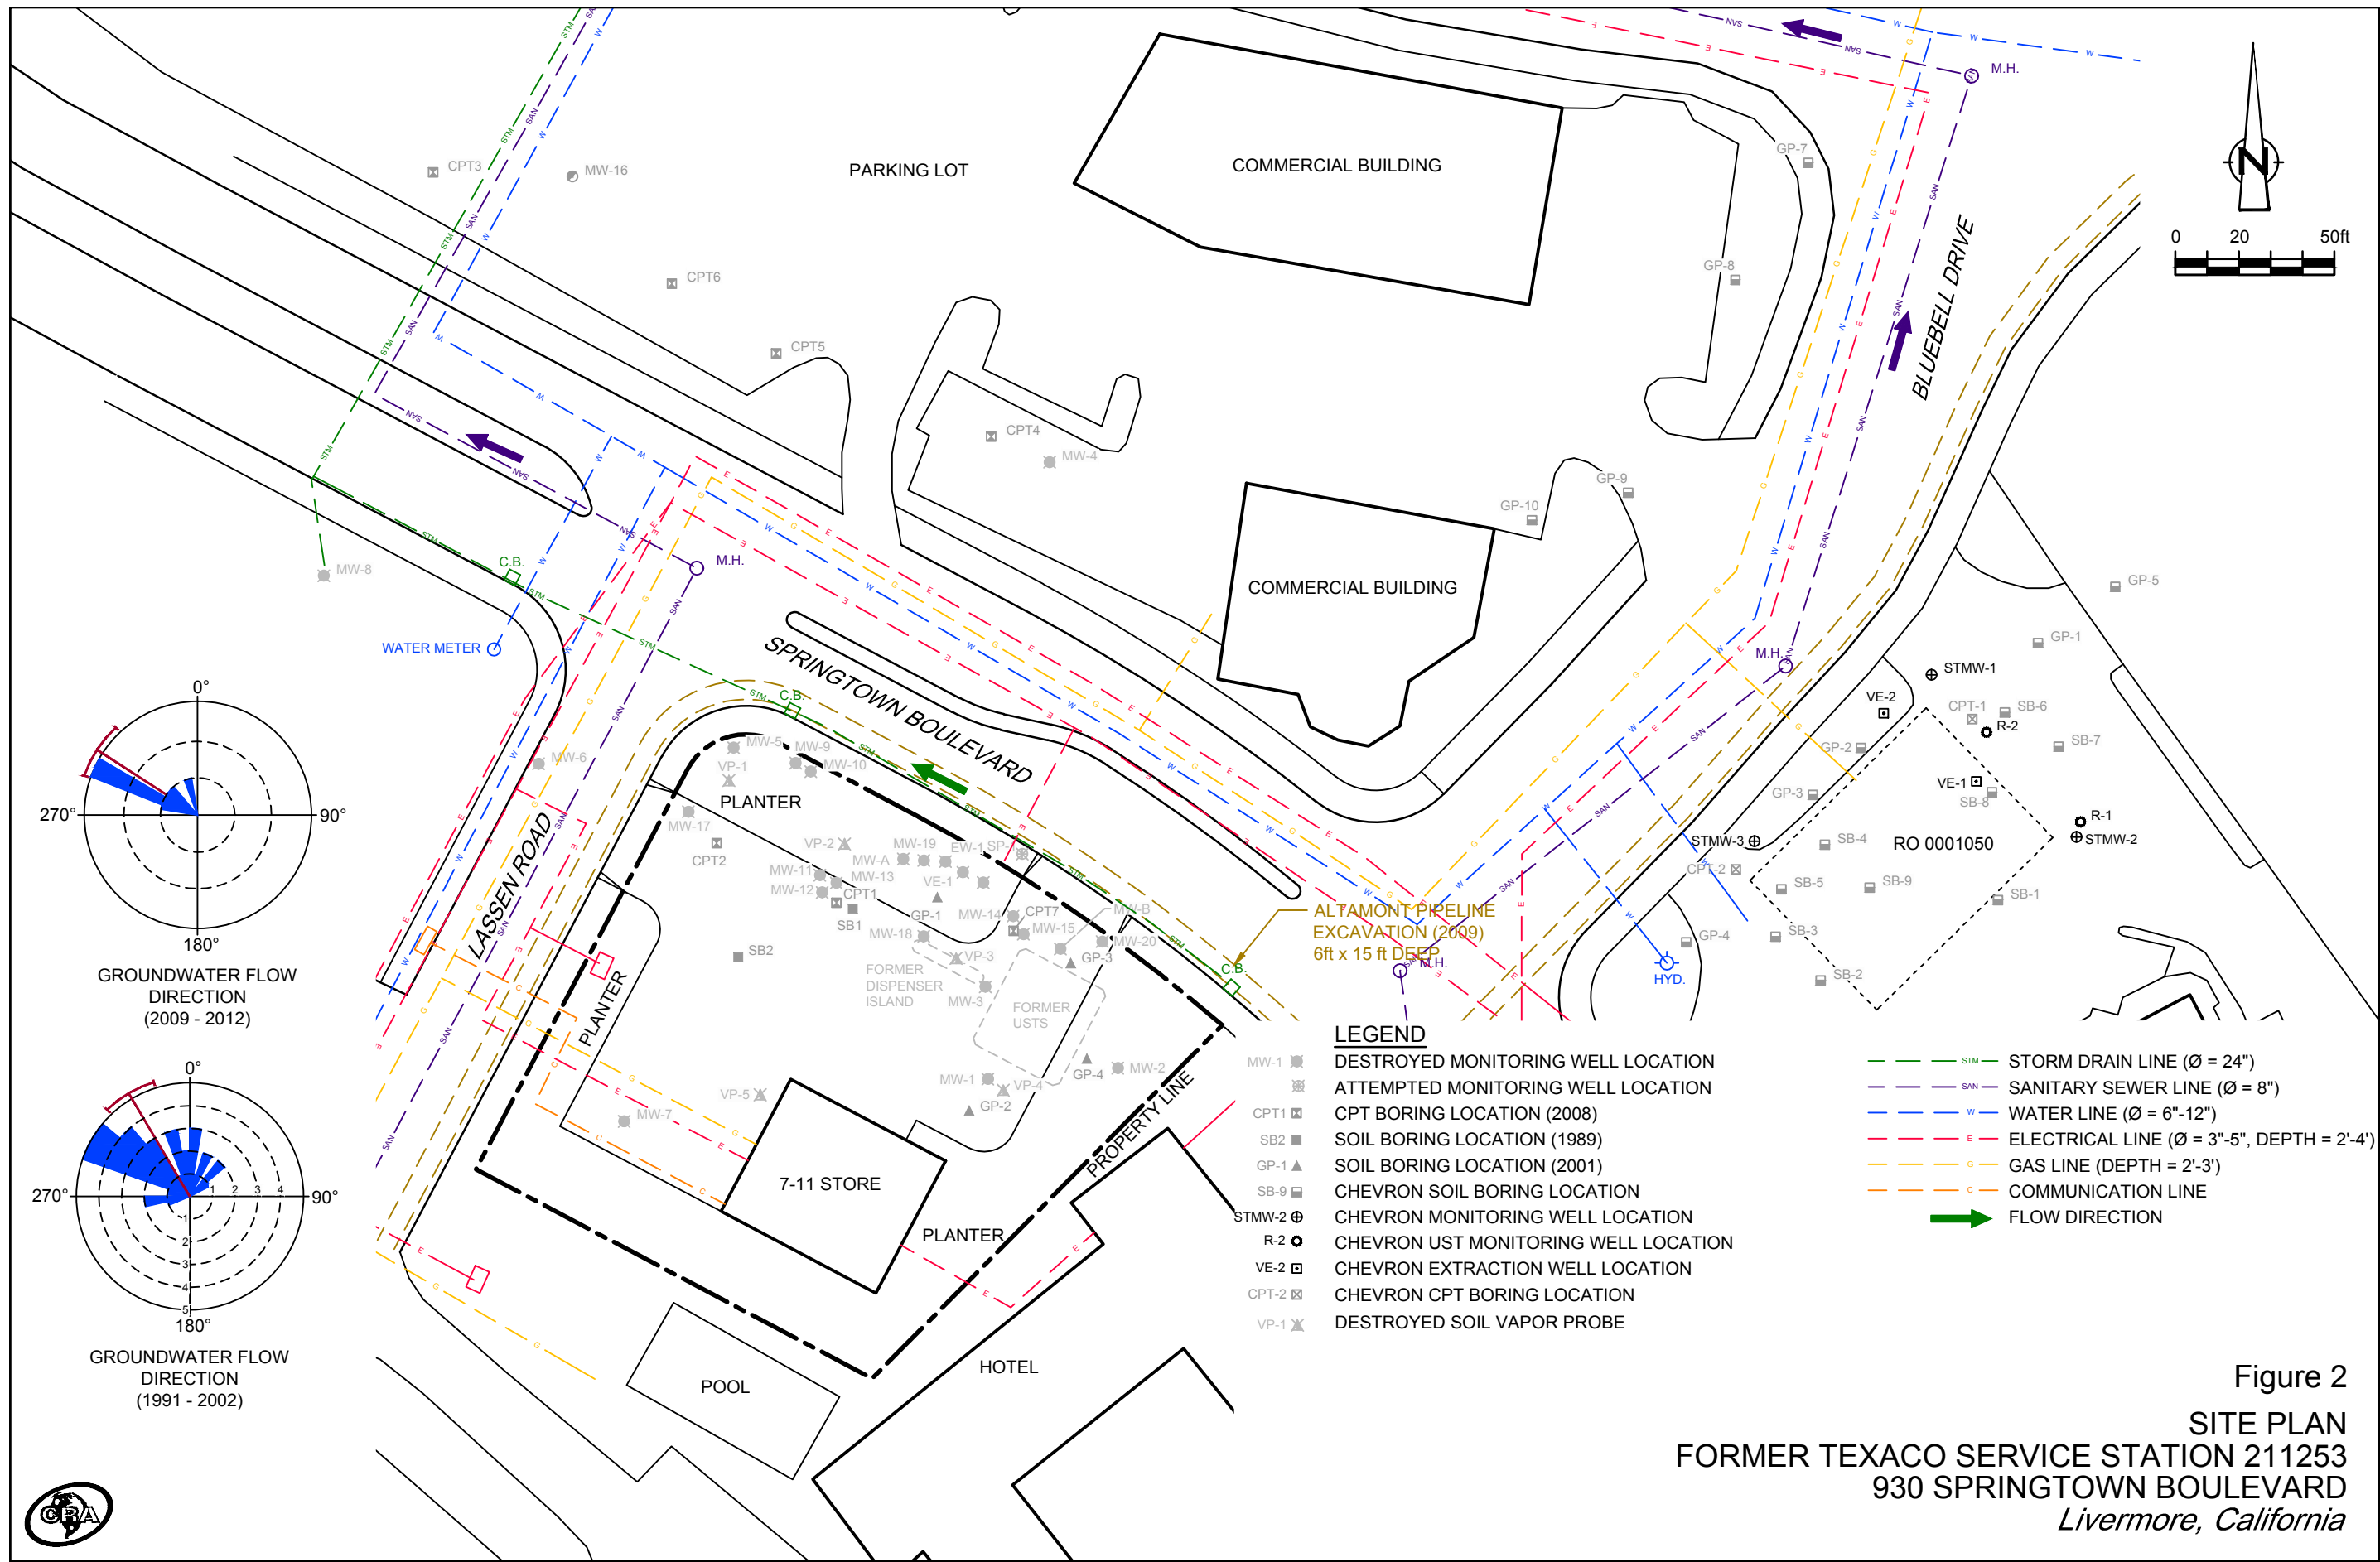 M.H.
N
0 20 50ft
CPT3
MW-16
PARKING LOT
COMMERCIAL BUILDING
GP-7
GP-8
BLUEBELL DRIVE
CPT6
CPT5
CPT4
MW-4
GP-9
GP-10
MW-8
C.B.
M.H.
WATER METER
COMMERCIAL BUILDING
SPRINGTOWN BOULEVARD
M.H.
GP-5
GP-1
STMW-1
VE-2
CPT-1
SB-6
R-2
SB-7
GP-2
VE-1
SB-8
GP-3
R-1
STMW-2
STMW-3
SB-4
RO 0001050
CPT-2
SB-5
SB-9
SB-1
GP-4
SB-3
SB-2
HYD.
C.B.
MW-5
MW-9
MW-10
MW-6
VP-1
PLANTER
MW-17
CPT2
VP-2
MW-A
MW-19
EW-1
MW-11
MW-13
MW-12
VE-1
CPT1
SB1
GP-1
MW-14
CPT7
MW-B
MW-18
MW-15
MW-20
SB2
VP-3
GP-3
FORMER
DISPENSER
ISLAND
MW-3
FORMER
USTS
LASSEN ROAD
PLANTER
ALTAMONT PIPELINE
EXCAVATION (2009)
6ft x 15 ft DEEP
M.H.
C.B.
MW-1
VP-4
GP-4
MW-2
GP-2
VP-5
MW-7
PROPERTY LINE
7-11 STORE
PLANTER
POOL
HOTEL
0°
270° 90°
180°
GROUNDWATER FLOW
DIRECTION
(2009 - 2012)
0°
270° 1 2 3 4 90°
1
2
3
4
5
180°
GROUNDWATER FLOW
DIRECTION
(1991 - 2002)
LEGEND
MW-1 DESTROYED MONITORING WELL LOCATION
ATTEMPTED MONITORING WELL LOCATION
CPT1 CPT BORING LOCATION (2008)
SB2 SOIL BORING LOCATION (1989)
GP-1 SOIL BORING LOCATION (2001)
SB-9 CHEVRON SOIL BORING LOCATION
STMW-2 CHEVRON MONITORING WELL LOCATION
R-2 CHEVRON UST MONITORING WELL LOCATION
VE-2 CHEVRON EXTRACTION WELL LOCATION
CPT-2 CHEVRON CPT BORING LOCATION
VP-1 DESTROYED SOIL VAPOR PROBE
STM STORM DRAIN LINE (Ø = 24")
SAN SANITARY SEWER LINE (Ø = 8")
W WATER LINE (Ø = 6"-12")
E ELECTRICAL LINE (Ø = 3"-5", DEPTH = 2'-4')
G GAS LINE (DEPTH = 2'-3')
C COMMUNICATION LINE
FLOW DIRECTION
Figure 2
SITE PLAN
FORMER TEXACO SERVICE STATION 211253
930 SPRINGTOWN BOULEVARD
Livermore, California
CRA